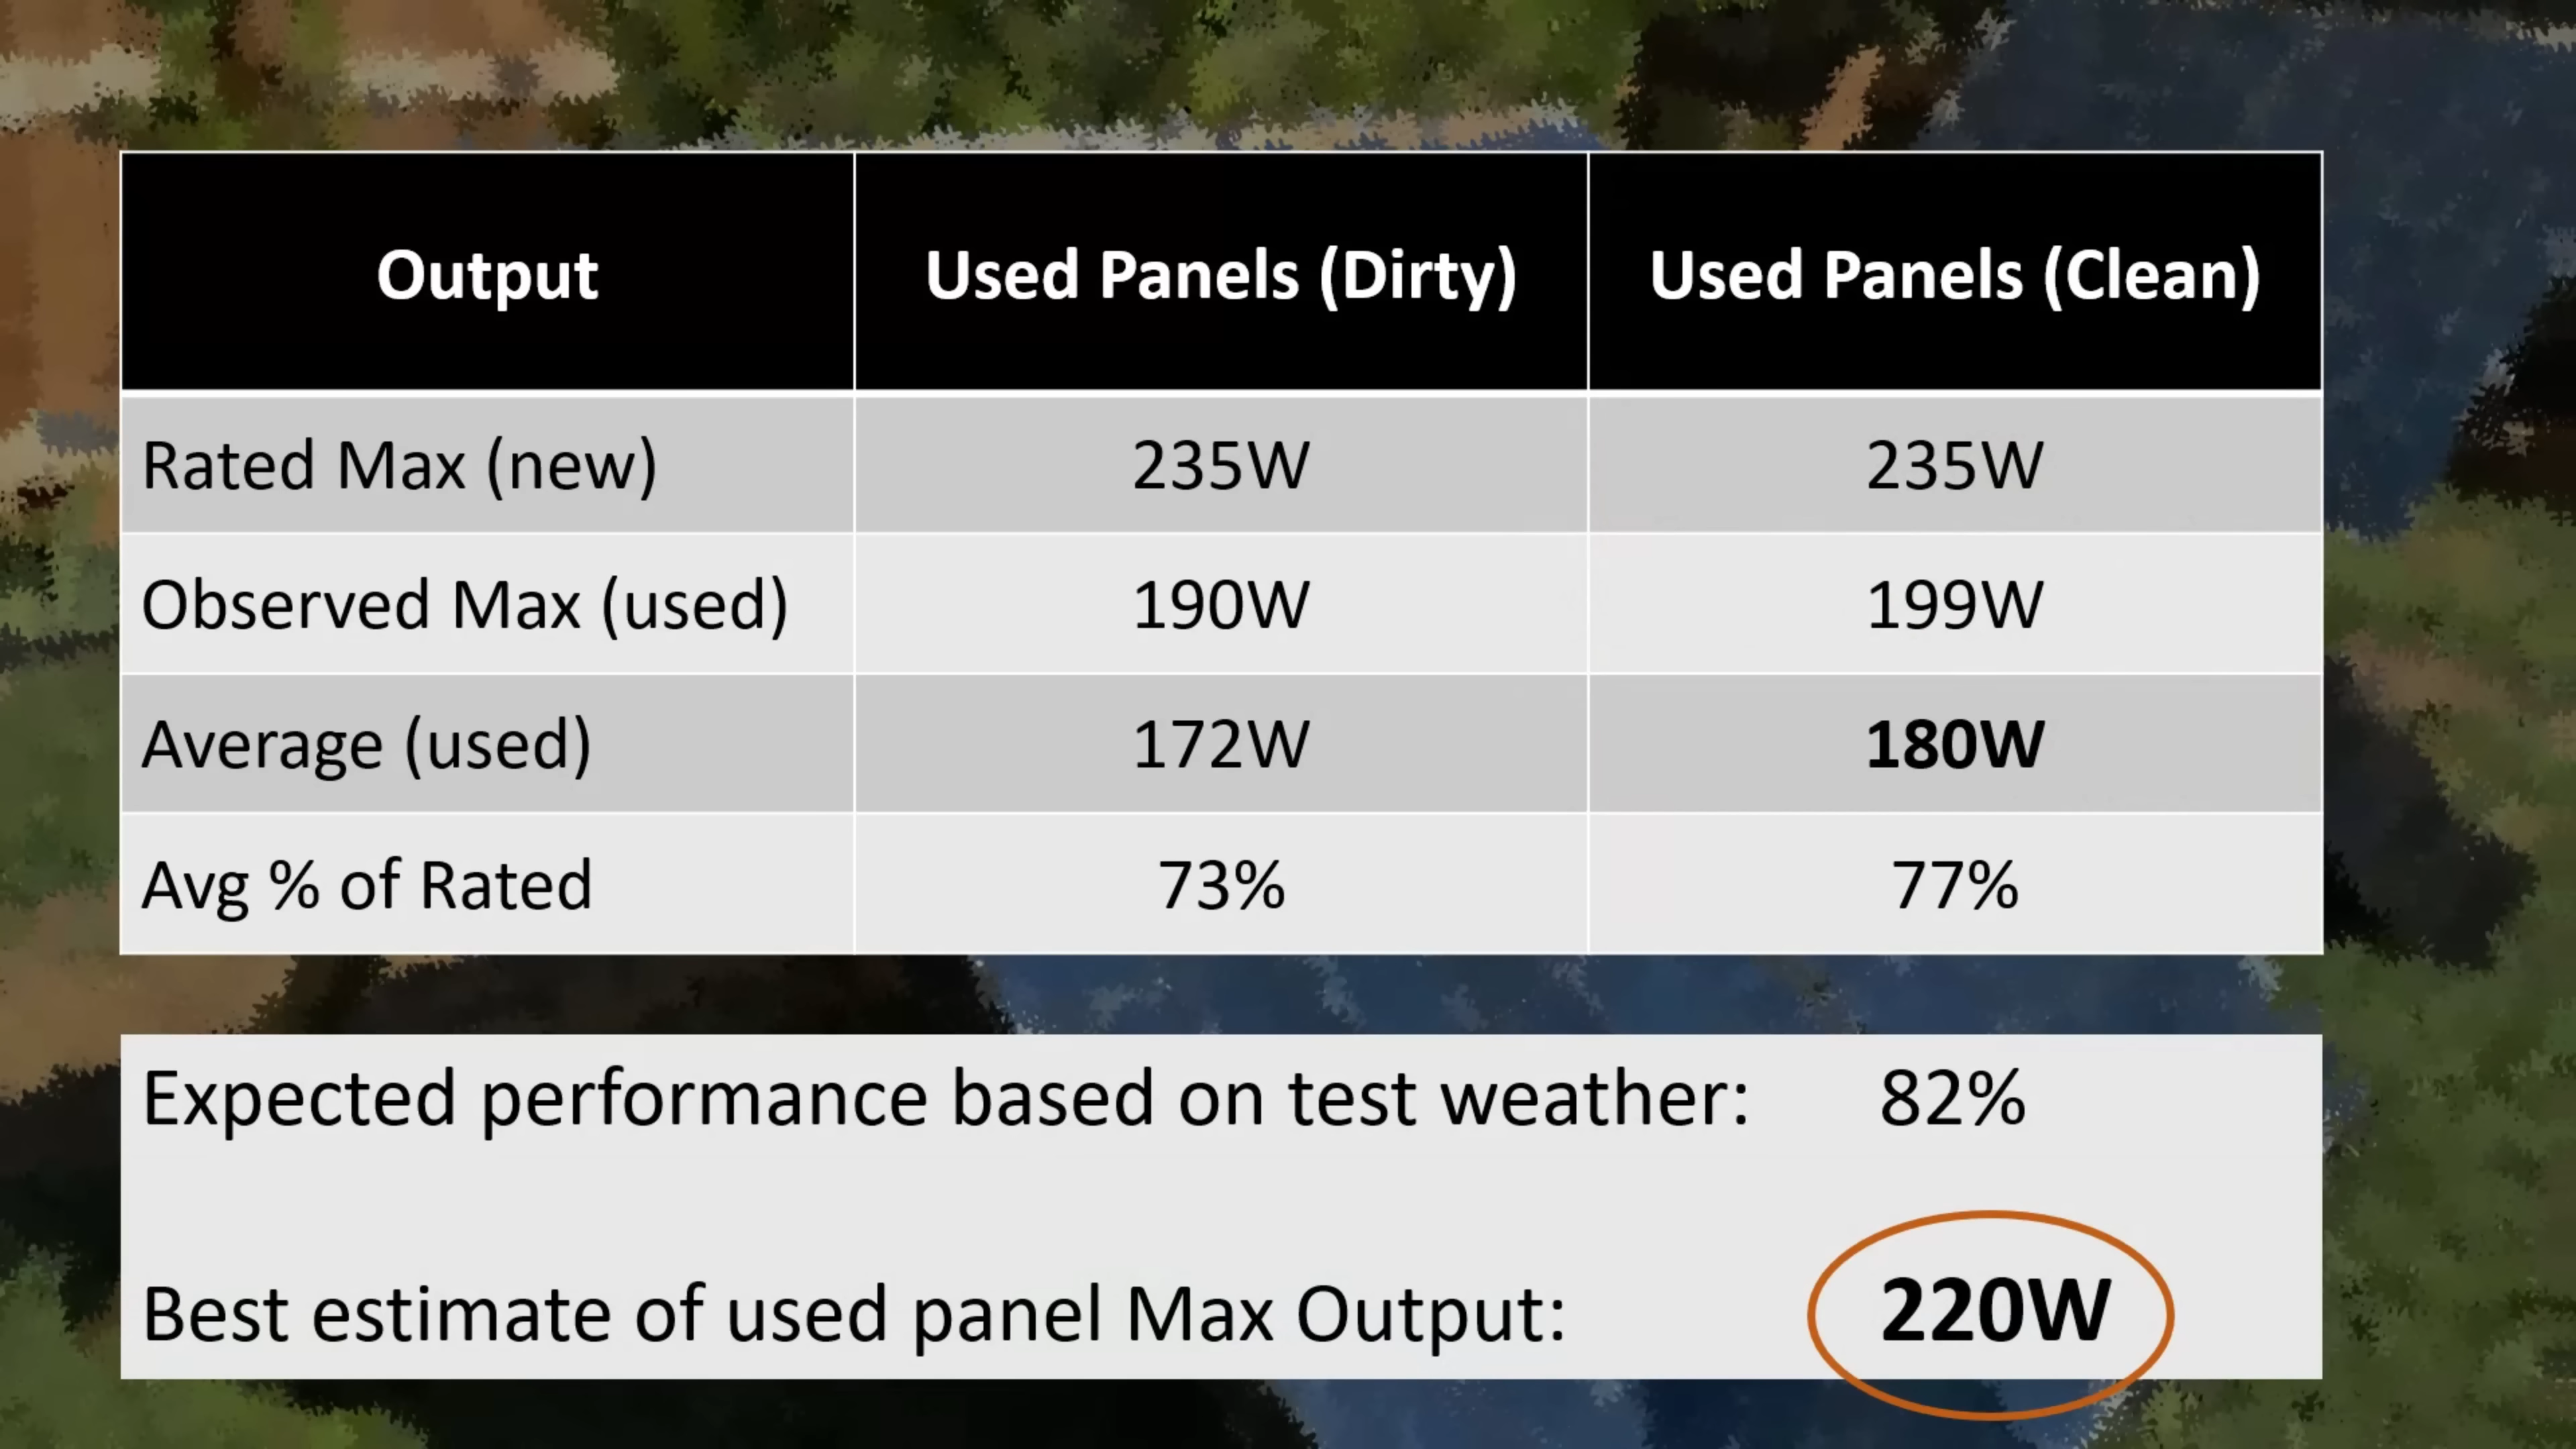 Output Used Panels (Dirty) Used Panels (Clean)
Rated Max (new) 235W 235W
Observed Max (used) 190W 199W
Average (used) 172W 180W
Avg % of Rated 73% 77%
Expected performance based on test weather: 82%
Best estimate of used panel Max Output: 220W